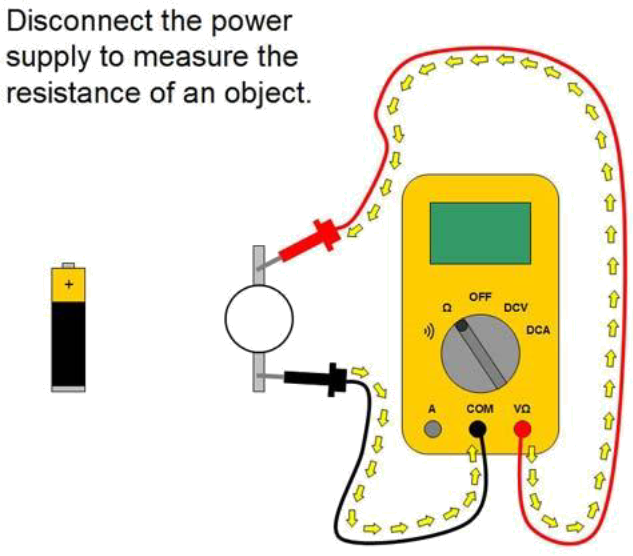 Disconnect the power
supply to measure the
resistance of an object.
+
OFF
Ω
DCV
DCA
A
COM
VΩ